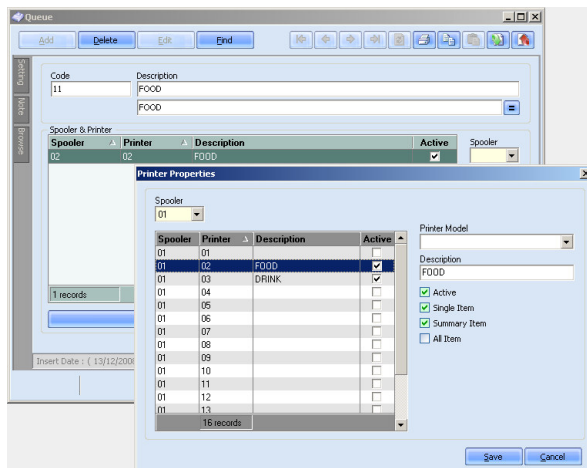 Queue
Add Delete Edit Find
Setting
Note
Browse
Code Description
11 FOOD
FOOD =
Spooler & Printer
Spooler Printer Description Active Spooler
02 02 FOOD
1 records
Insert Date : ( 13/12/200
Printer Properties
Spooler
01
Spooler Printer Description Active
01 01
01 02 FOOD
01 03 DRINK
01 04
01 05
01 06
01 07
01 08
01 09
01 10
01 11
01 12
01 13
16 records
Printer Model
Description
FOOD
Active
Single Item
Summary Item
All Item
Save Cancel